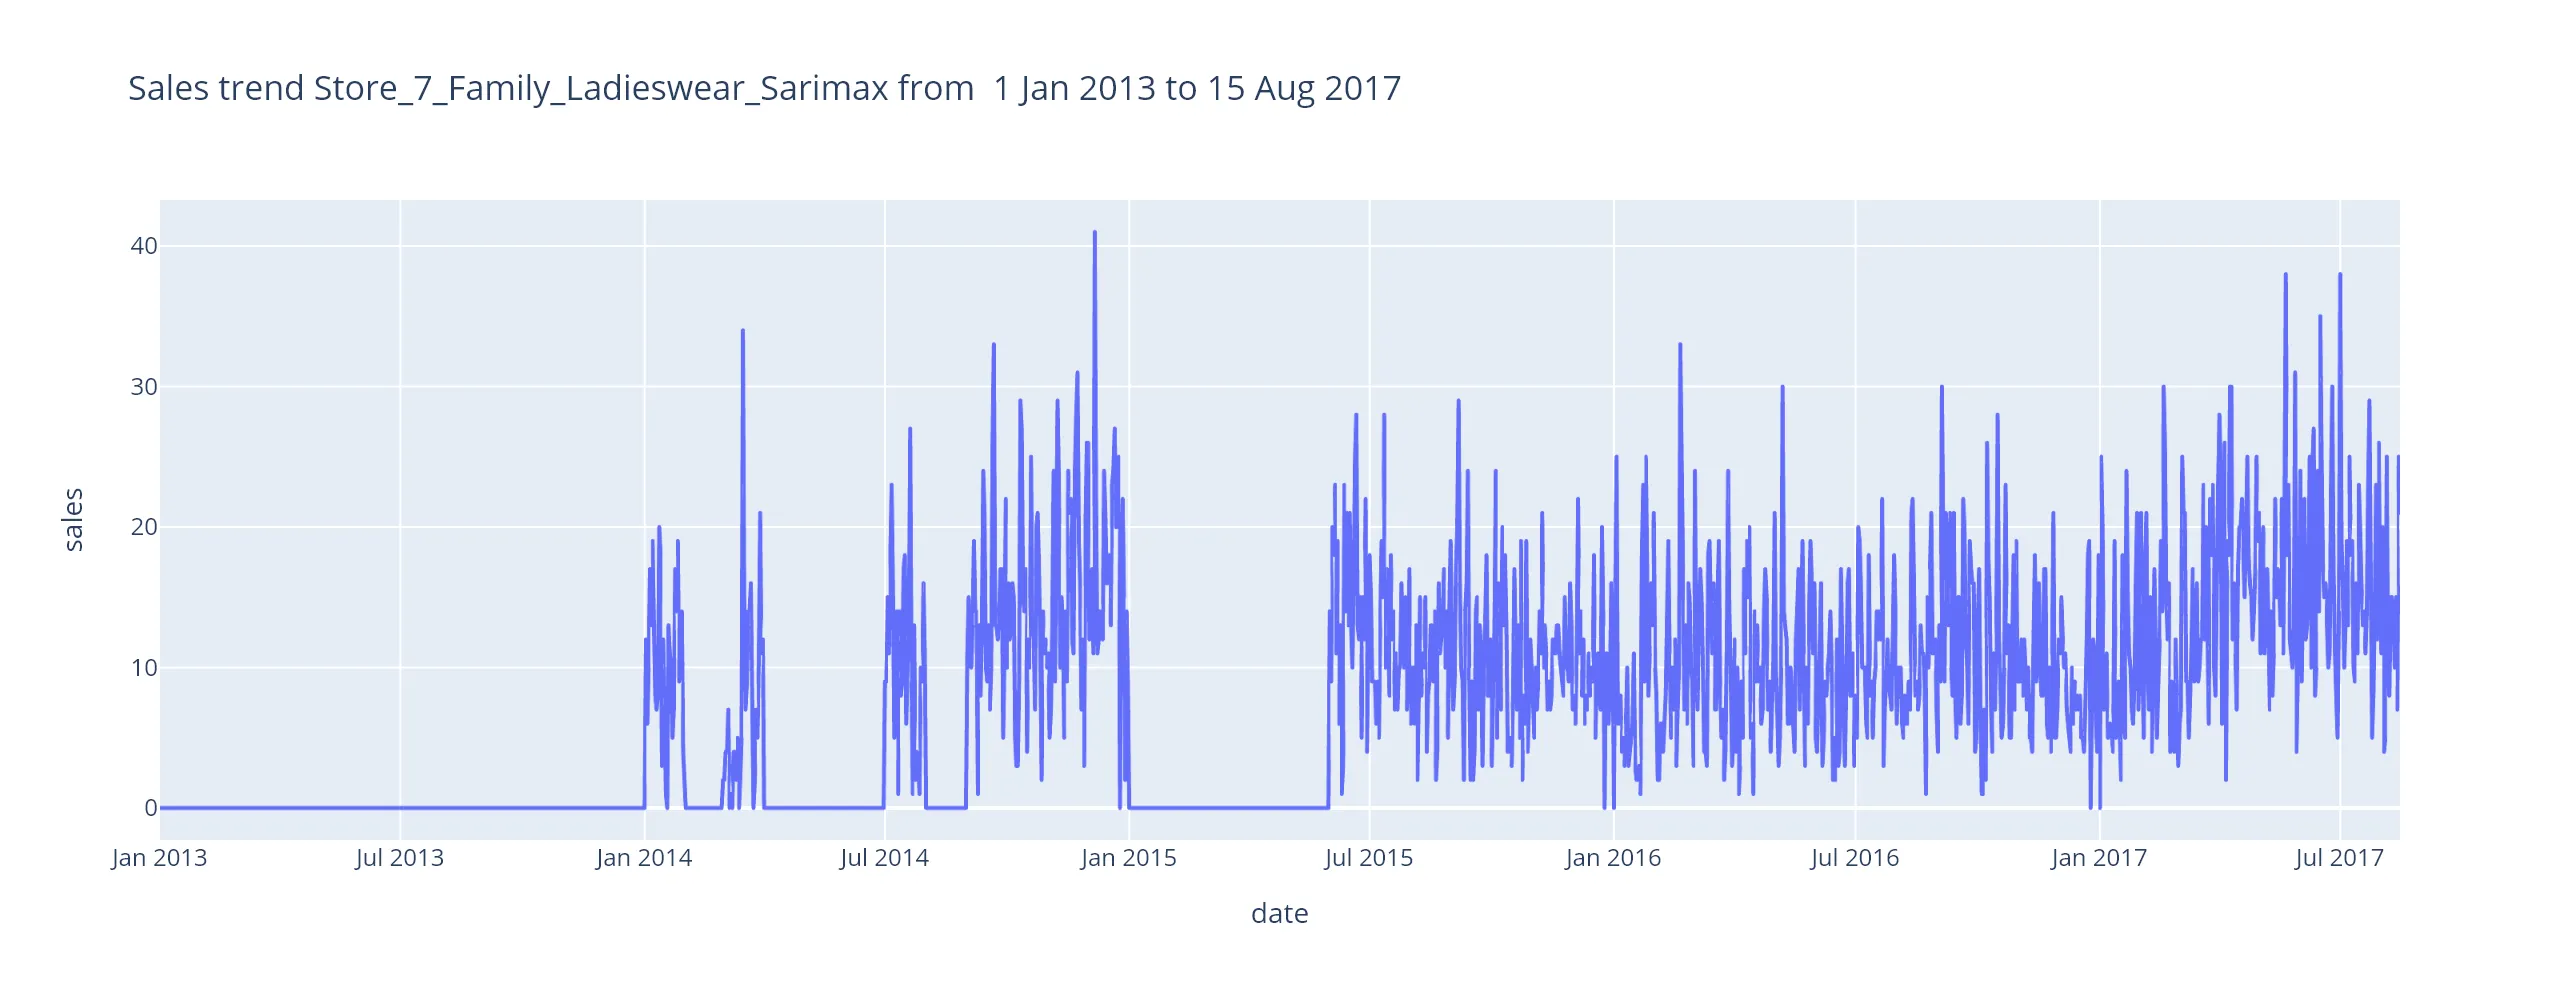 Sales trend Store_7_Family_Ladieswear_Sarimax from  1 Jan 2013 to 15 Aug 2017
40
30
20
10
0
sales
Jan 2013 Jul 2013 Jan 2014 Jul 2014 Jan 2015 Jul 2015 Jan 2016 Jul 2016 Jan 2017 Jul 2017
date